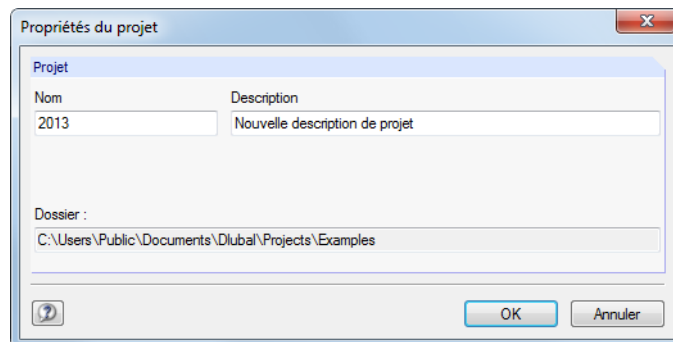 Propriétés du projet
Projet
Nom Description
2013 Nouvelle description de projet
Dossier :
C:\Users\Public\Documents\Dlubal\Projects\Examples
OK Annuler